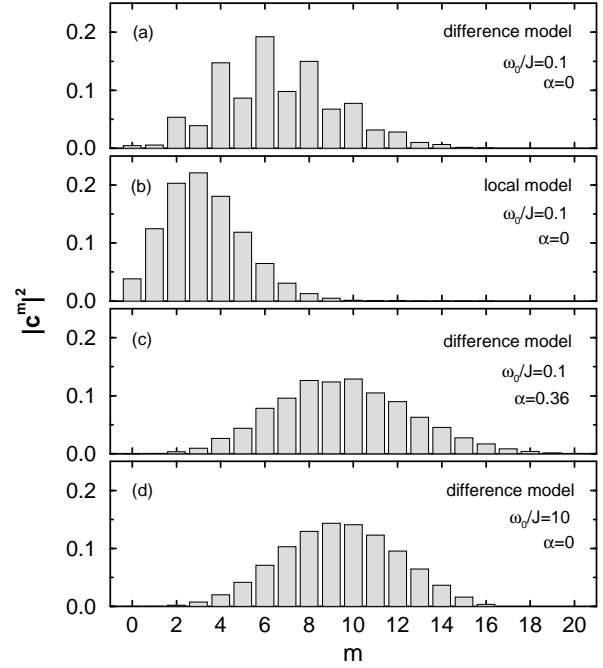 |c^m|²
0.2
0.1
0.0
(a)
difference model
ω₀/J=0.1
α=0
0.2
0.1
0.0
(b)
local model
ω₀/J=0.1
α=0
0.2
0.1
0.0
(c)
difference model
ω₀/J=0.1
α=0.36
0.2
0.1
0.0
(d)
difference model
ω₀/J=10
α=0
0 2 4 6 8 10 12 14 16 18 20
m